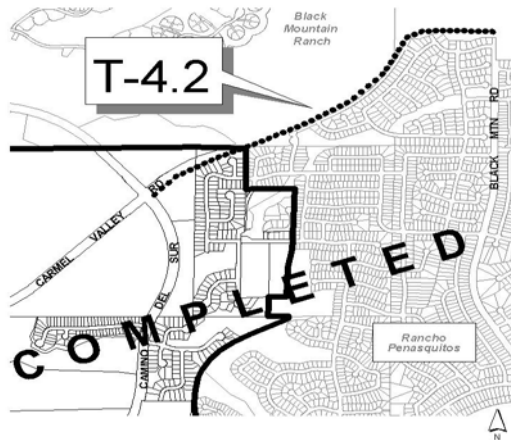 Black
Mountain
Ranch
T-4.2
BLACK MTN RD
CARMEL VALLEY RD
CAMINO DEL SUR
COMPLETED
Rancho
Penasquitos
N